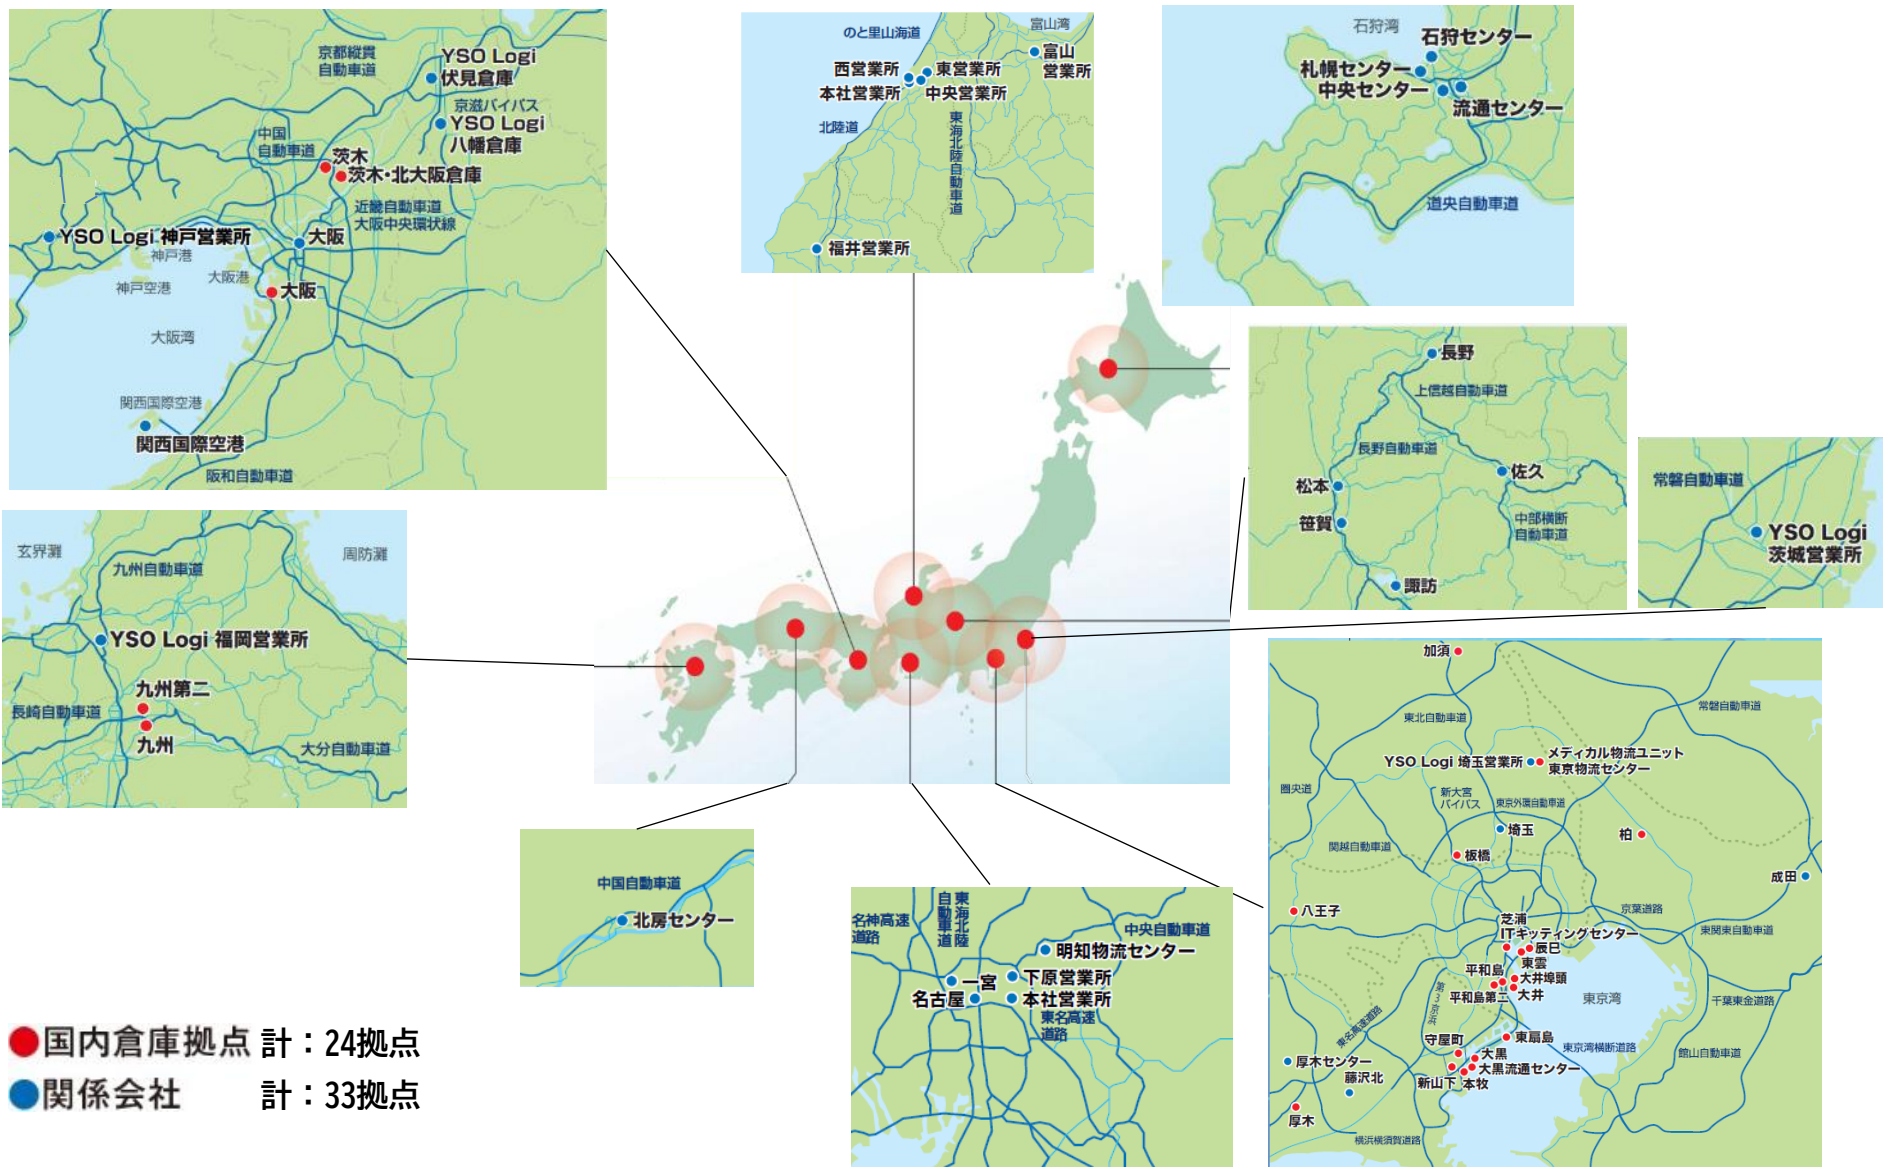 京都縦貫
自動車道
YSO Logi
伏見倉庫
京滋バイパス
YSO Logi
八幡倉庫
中国
自動車道
茨木
茨木・北大阪倉庫
近畿自動車道
大阪中央環状線
YSO Logi 神戸営業所
大阪
神戸港
大阪港
神戸空港
大阪
大阪湾
関西国際空港
関西国際空港
阪和自動車道
のと里山海道
富山湾
富山
営業所
西営業所
東営業所
本社営業所
中央営業所
北陸道
東海北陸自動車道
福井営業所
石狩湾
石狩センター
札幌センター
中央センター
流通センター
道央自動車道
長野
上信越自動車道
長野自動車道
佐久
松本
笹賀
中部横断
自動車道
諏訪
常磐自動車道
YSO Logi
茨城営業所
玄界灘
周防灘
九州自動車道
YSO Logi 福岡営業所
九州第二
長崎自動車道
九州
大分自動車道
中国自動車道
北房センター
名神高速
道路
東海北陸
自動車道
中央自動車道
明知物流センター
一宮
下原営業所
名古屋
本社営業所
東名高速
道路
加須
常磐自動車道
東北自動車道
YSO Logi 埼玉営業所
メディカル物流ユニット
東京物流センター
圏央道
新大宮
バイパス
東京外環自動車道
埼玉
柏
関越自動車道
板橋
成田
八王子
京葉道路
芝浦
ITキッティングセンター
東関東自動車道
辰巳
東雲
平和島
大井埠頭
平和島第二
大井
第3京浜
東京湾
千葉東金道路
東名高速道路
守屋町
東扇島
東京湾横断道路
館山自動車道
大黒
厚木センター
大黒流通センター
藤沢北
新山下
本牧
厚木
横浜横須賀道路
国内倉庫拠点 計：24拠点
関係会社 計：33拠点